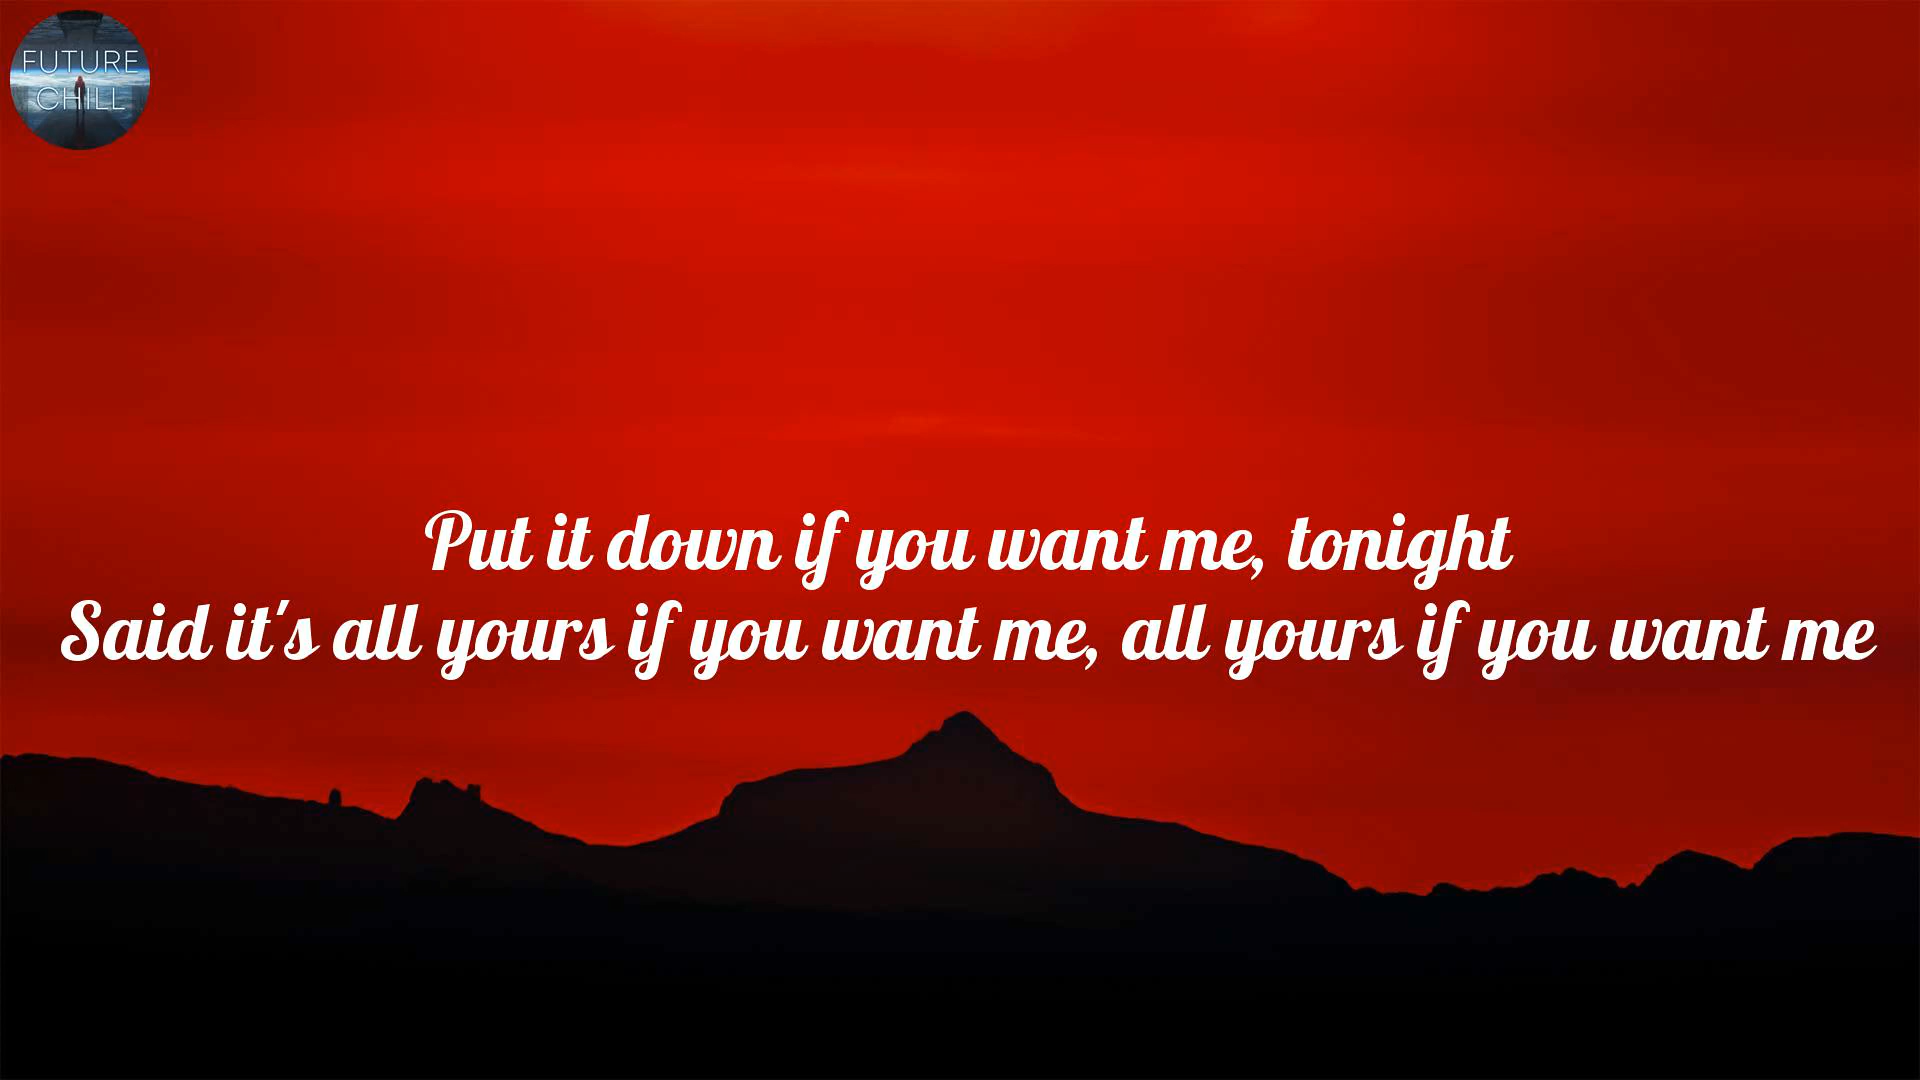 FUTURE
CHILL
Put it down if you want me, tonight
Said it's all yours if you want me, all yours if you want me